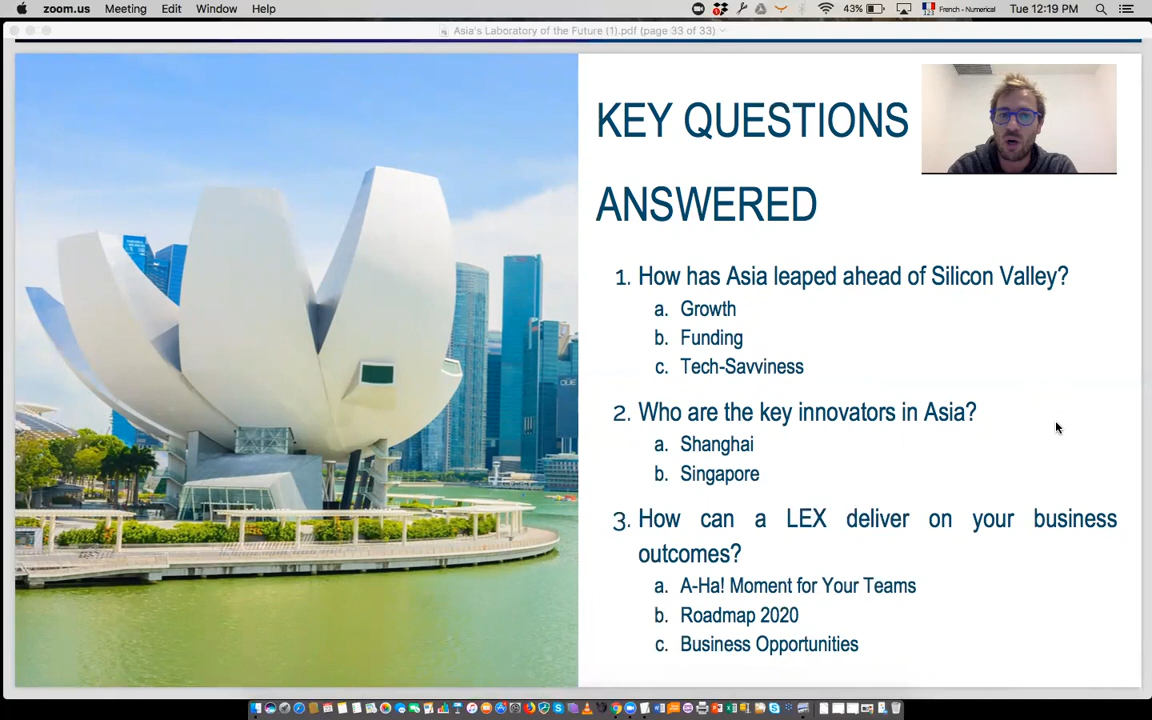 zoom.us Meeting Edit Window Help 43% French - Numerical Tue 12:19 PM
Asia's Laboratory of the Future (1).pdf (page 33 of 33)
KEY QUESTIONS
ANSWERED
1. How has Asia leaped ahead of Silicon Valley?
a. Growth
b. Funding
c. Tech-Savviness
2. Who are the key innovators in Asia?
a. Shanghai
b. Singapore
3. How can a LEX deliver on your business
outcomes?
a. A-Ha! Moment for Your Teams
b. Roadmap 2020
c. Business Opportunities